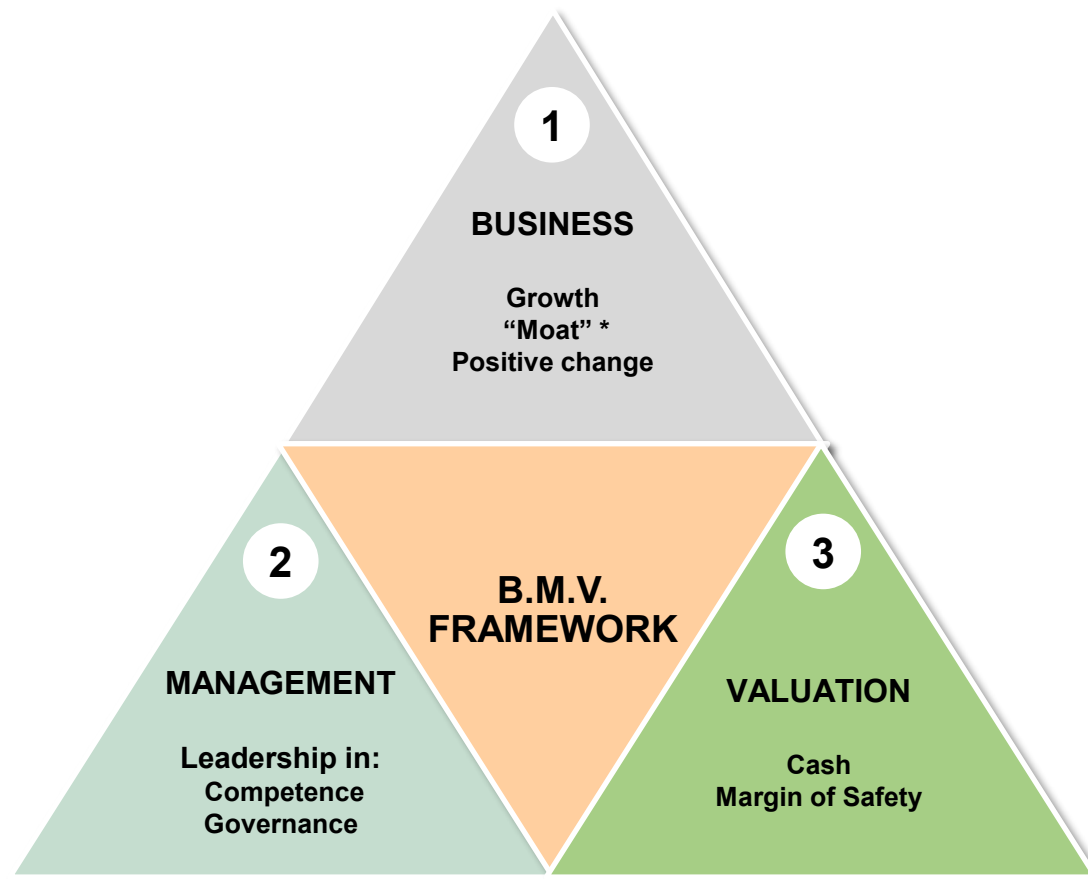 1
BUSINESS
Growth
“Moat” *
Positive change
2
MANAGEMENT
Leadership in:
Competence
Governance
B.M.V.
FRAMEWORK
3
VALUATION
Cash
Margin of Safety